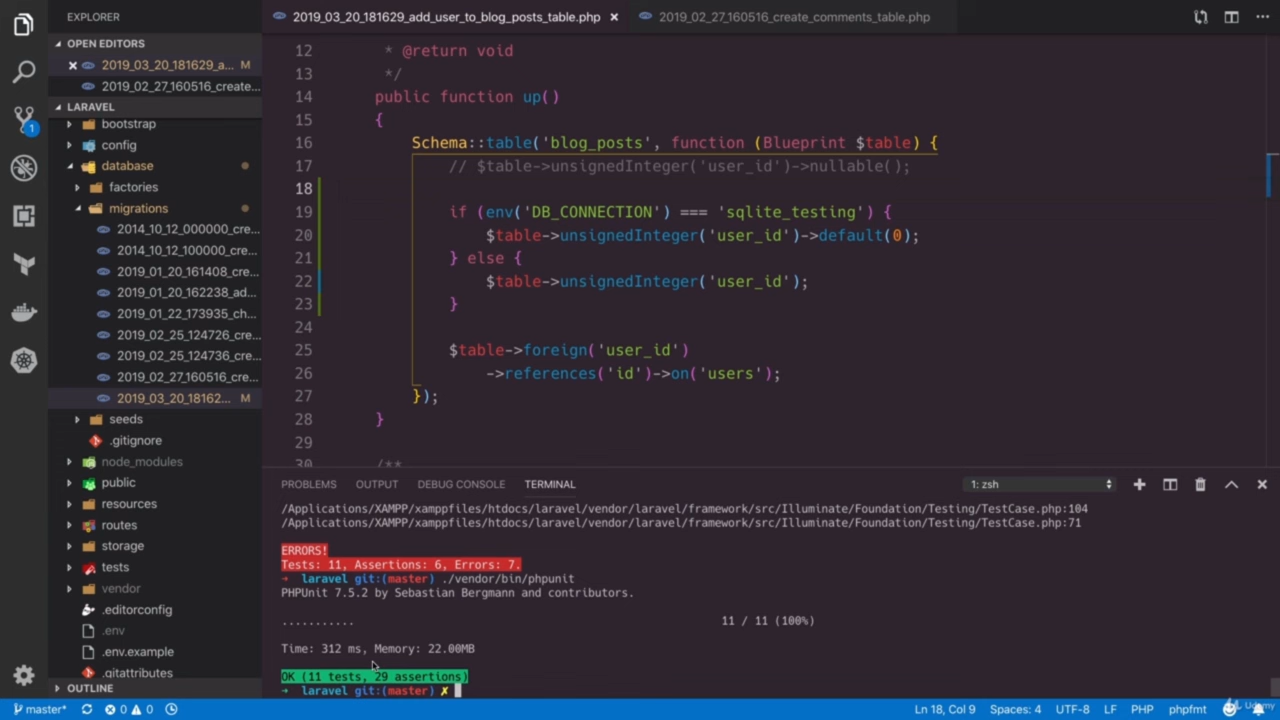 EXPLORER
OPEN EDITORS
2019_03_20_181629_a... M
2019_02_27_160516_create...
LARAVEL
bootstrap
config
database
factories
migrations
2014_10_12_000000_cre...
2014_10_12_100000_cre...
2019_01_20_161408_cre...
2019_01_20_162238_ad...
2019_01_22_173935_ch...
2019_02_25_124726_cre...
2019_02_25_124736_cre...
2019_02_27_160516_cre...
2019_03_20_18162... M
seeds
.gitignore
node_modules
public
resources
routes
storage
tests
vendor
.editorconfig
.env
.env.example
.gitattributes
OUTLINE
1
2019_03_20_181629_add_user_to_blog_posts_table.php 2019_02_27_160516_create_comments_table.php
12 * @return void
13 */
14 public function up()
15 {
16 Schema::table('blog_posts', function (Blueprint $table) {
17 // $table->unsignedInteger('user_id')->nullable();
18
19 if (env('DB_CONNECTION') === 'sqlite_testing') {
20 $table->unsignedInteger('user_id')->default(0);
21 } else {
22 $table->unsignedInteger('user_id');
23 }
24
25 $table->foreign('user_id')
26 ->references('id')->on('users');
27 });
28 }
29
30 /**
PROBLEMS OUTPUT DEBUG CONSOLE TERMINAL 1: zsh
/Applications/XAMPP/xamppfiles/htdocs/laravel/vendor/laravel/framework/src/Illuminate/Foundation/Testing/TestCase.php:104
/Applications/XAMPP/xamppfiles/htdocs/laravel/vendor/laravel/framework/src/Illuminate/Foundation/Testing/TestCase.php:71
ERRORS!
Tests: 11, Assertions: 6, Errors: 7.
➜ laravel git:(master) ./vendor/bin/phpunit
PHPUnit 7.5.2 by Sebastian Bergmann and contributors.
........... 11 / 11 (100%)
Time: 312 ms, Memory: 22.00MB
OK (11 tests, 29 assertions)
➜ laravel git:(master) ✗
master* 0 0 Ln 18, Col 9 Spaces: 4 UTF-8 LF PHP phpfmt
Udemy